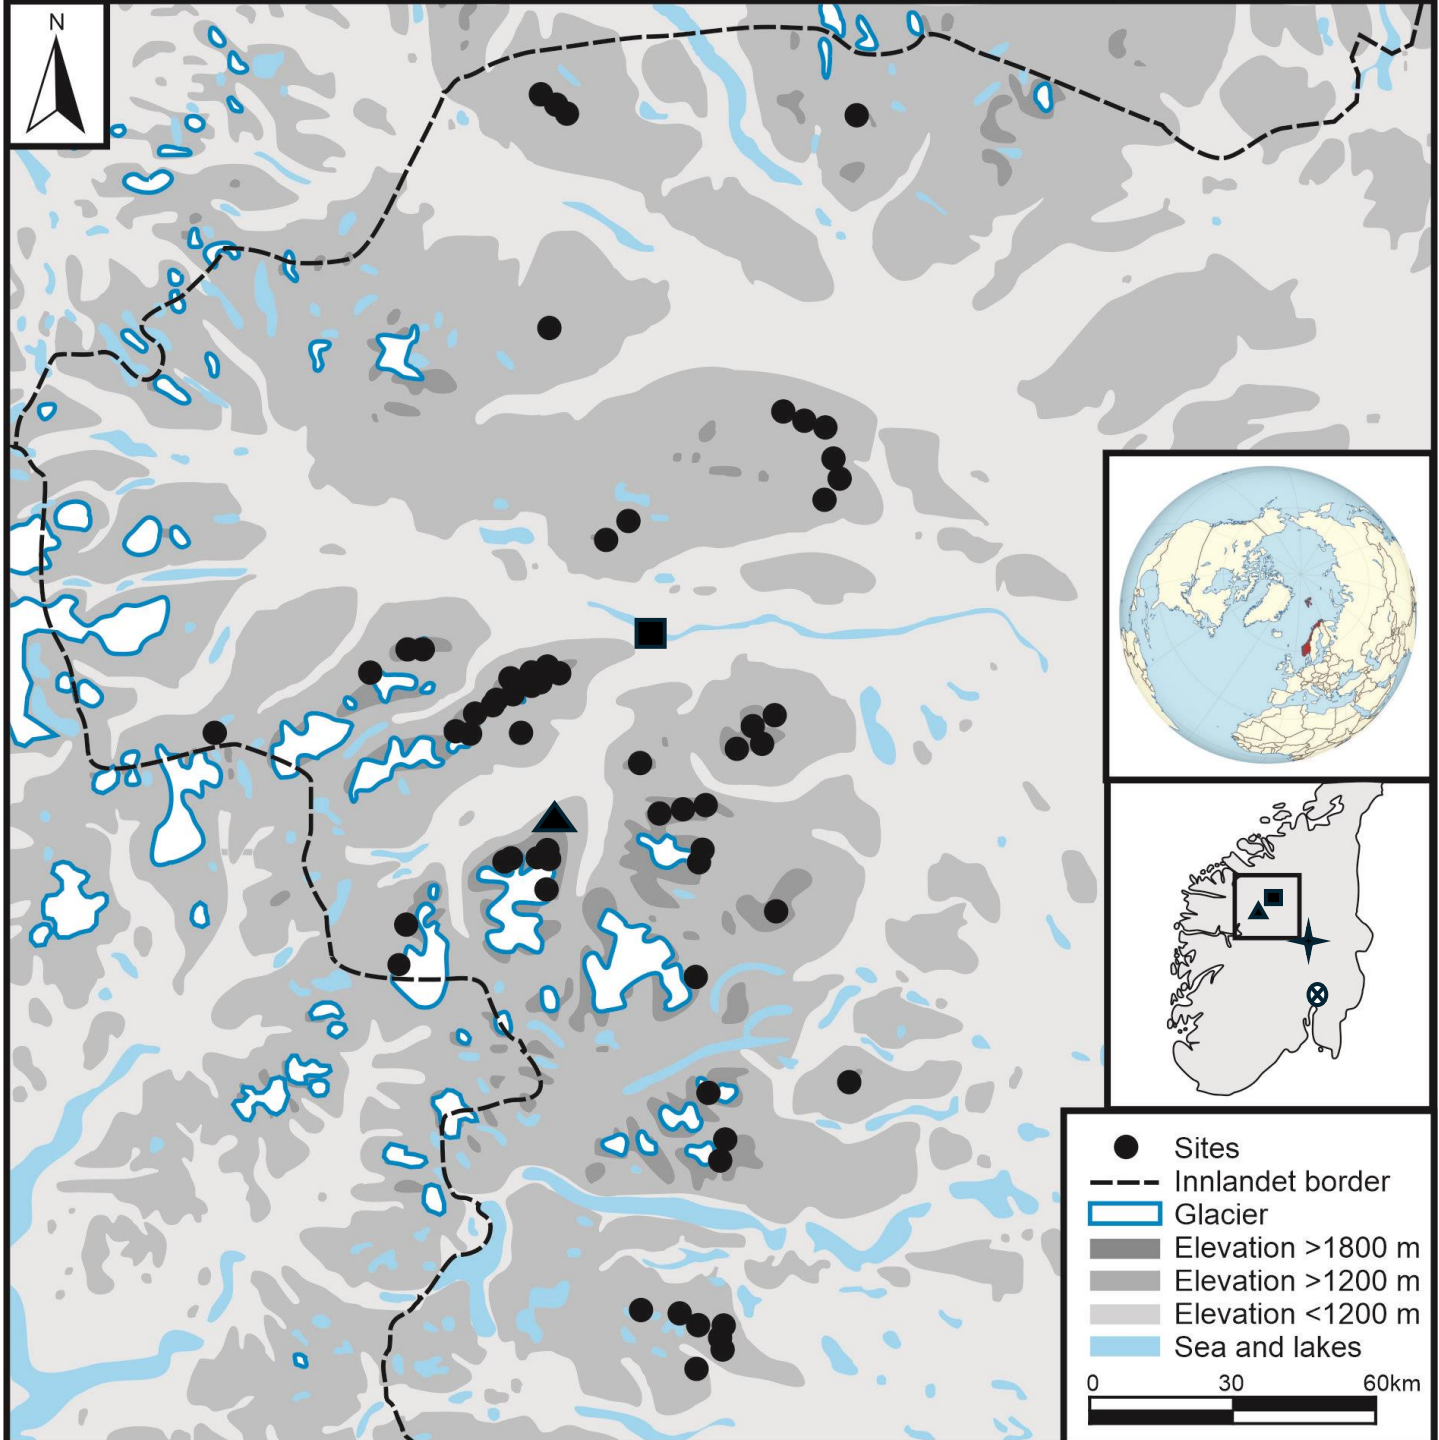 N
Sites
Innlandet border
Glacier
Elevation >1800 m
Elevation >1200 m
Elevation <1200 m
Sea and lakes
0 30 60km